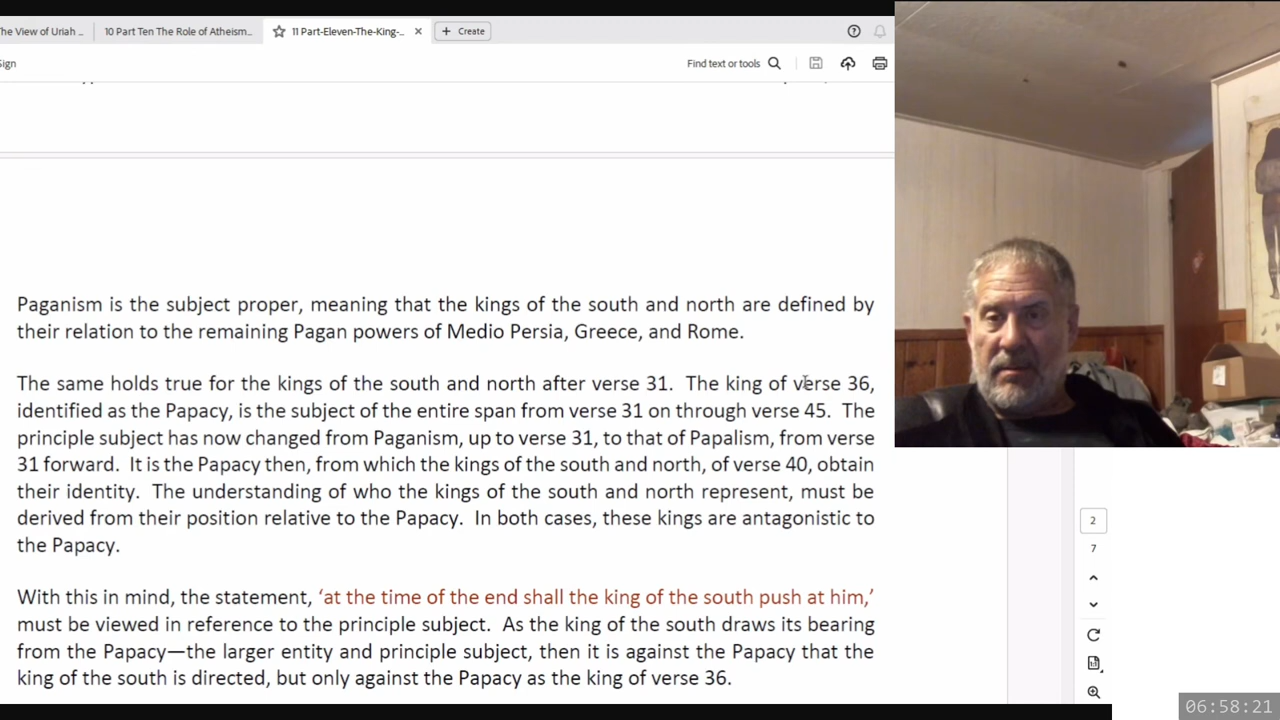 The View of Uriah ...
10 Part Ten The Role of Atheism...
11 Part-Eleven-The-King-...
Create
Sign
Find text or tools
Paganism is the subject proper, meaning that the kings of the south and north are defined by
their relation to the remaining Pagan powers of Medio Persia, Greece, and Rome.
The same holds true for the kings of the south and north after verse 31. The king of verse 36,
identified as the Papacy, is the subject of the entire span from verse 31 on through verse 45. The
principle subject has now changed from Paganism, up to verse 31, to that of Papalism, from verse
31 forward. It is the Papacy then, from which the kings of the south and north, of verse 40, obtain
their identity. The understanding of who the kings of the south and north represent, must be
derived from their position relative to the Papacy. In both cases, these kings are antagonistic to
the Papacy.
With this in mind, the statement, ‘at the time of the end shall the king of the south push at him,’
must be viewed in reference to the principle subject. As the king of the south draws its bearing
from the Papacy—the larger entity and principle subject, then it is against the Papacy that the
king of the south is directed, but only against the Papacy as the king of verse 36.
2
7
06:58:21